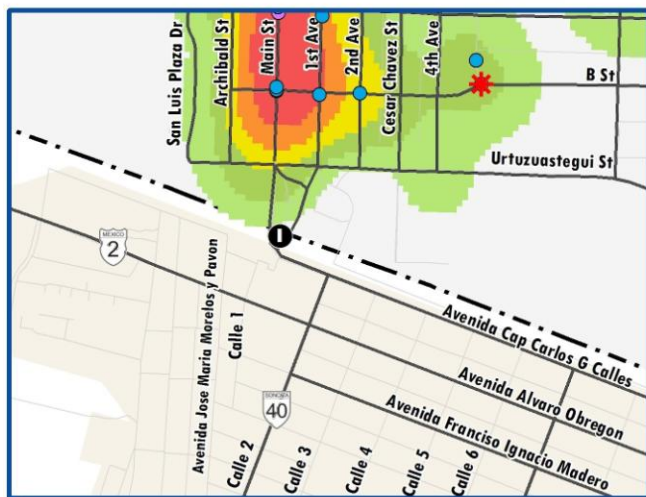 San Luis Plaza Dr
Archibald St
Main St
1st Ave
2nd Ave
Cesar Chavez St
4th Ave
B St
Urtuzuastegui St
MEXICO
2
I
Avenida Jose Maria Morelos y Pavon
Calle 1
SONORA
40
Avenida Cap Carlos G Calles
Avenida Alvaro Obregon
Avenida Franciso Ignacio Madero
Calle 2
Calle 3
Calle 4
Calle 5
Calle 6